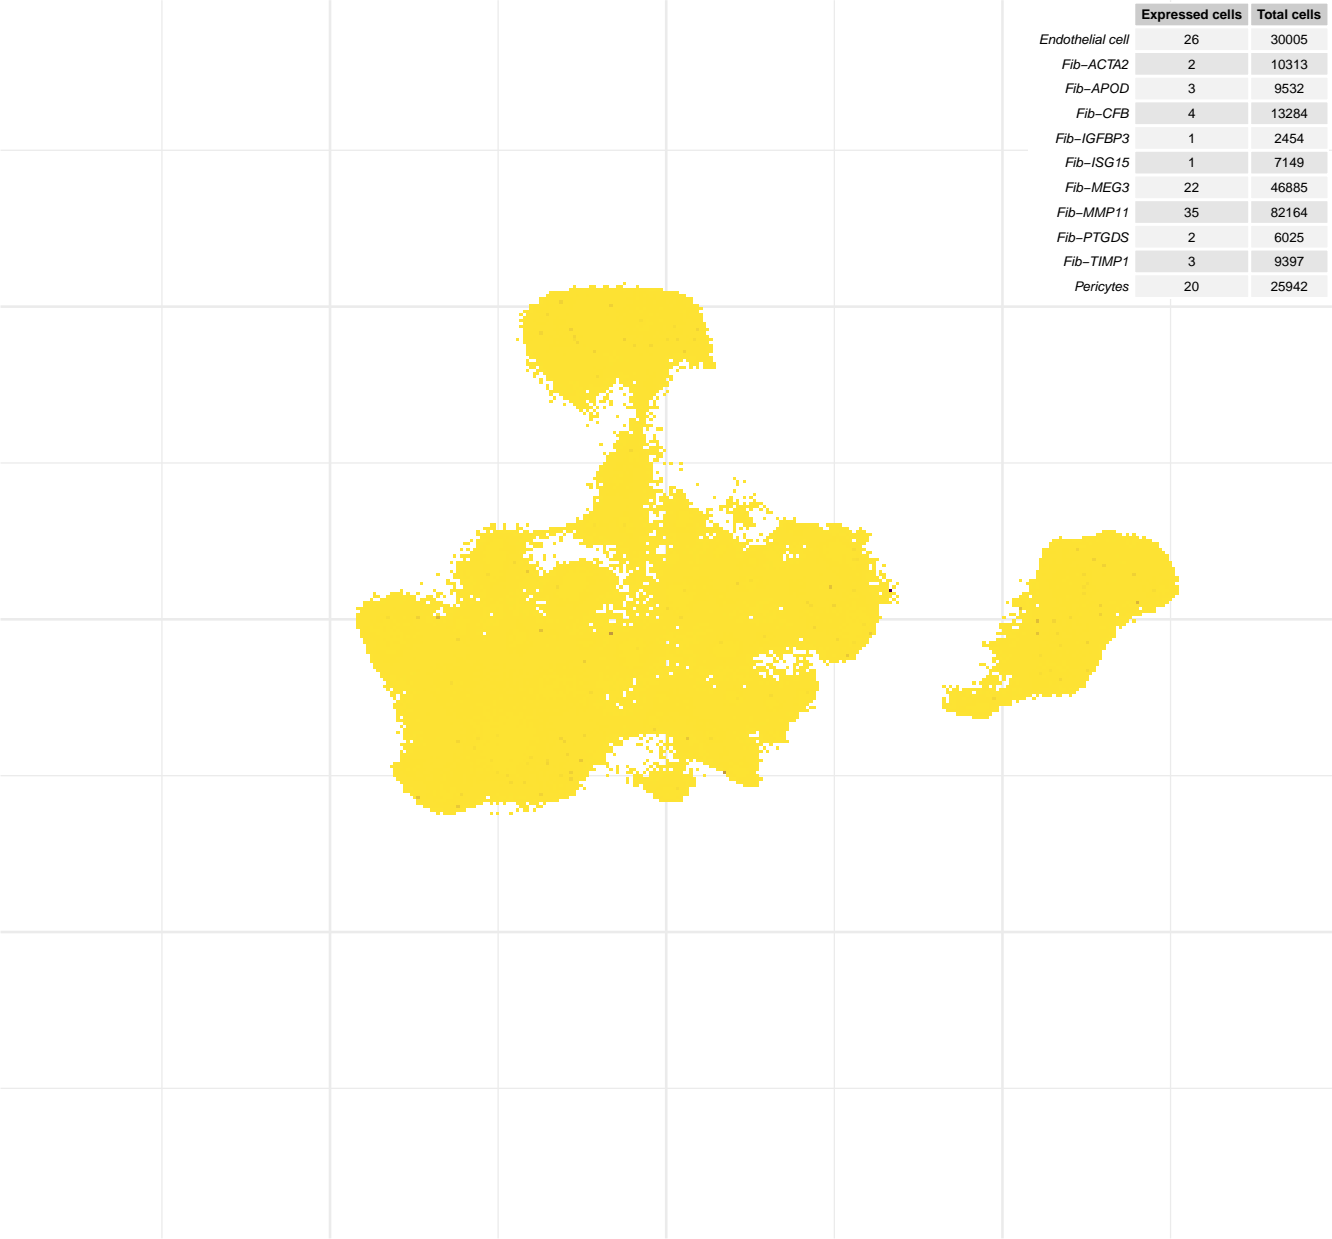 Expressed cells Total cells
Endothelial cell 26 30005
Fib−ACTA2 2 10313
Fib−APOD 3 9532
Fib−CFB 4 13284
Fib−IGFBP3 1 2454
Fib−ISG15 1 7149
Fib−MEG3 22 46885
Fib−MMP11 35 82164
Fib−PTGDS 2 6025
Fib−TIMP1 3 9397
Pericytes 20 25942